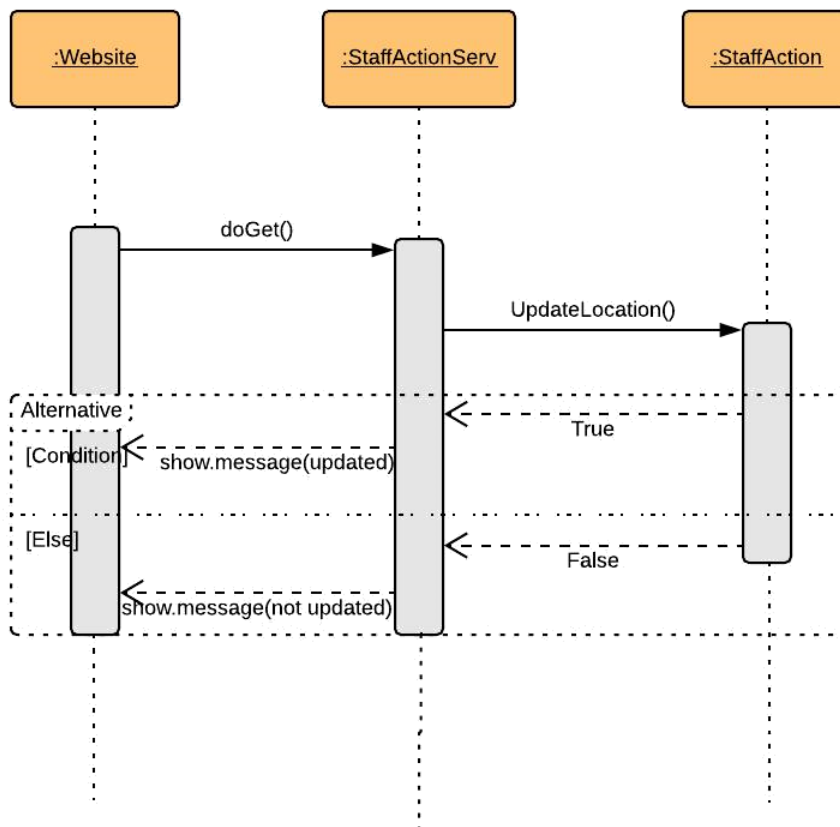 :Website
:StaffActionServ
:StaffAction
doGet()
UpdateLocation()
Alternative
True
[Condition]
show.message(updated)
[Else]
False
show.message(not updated)